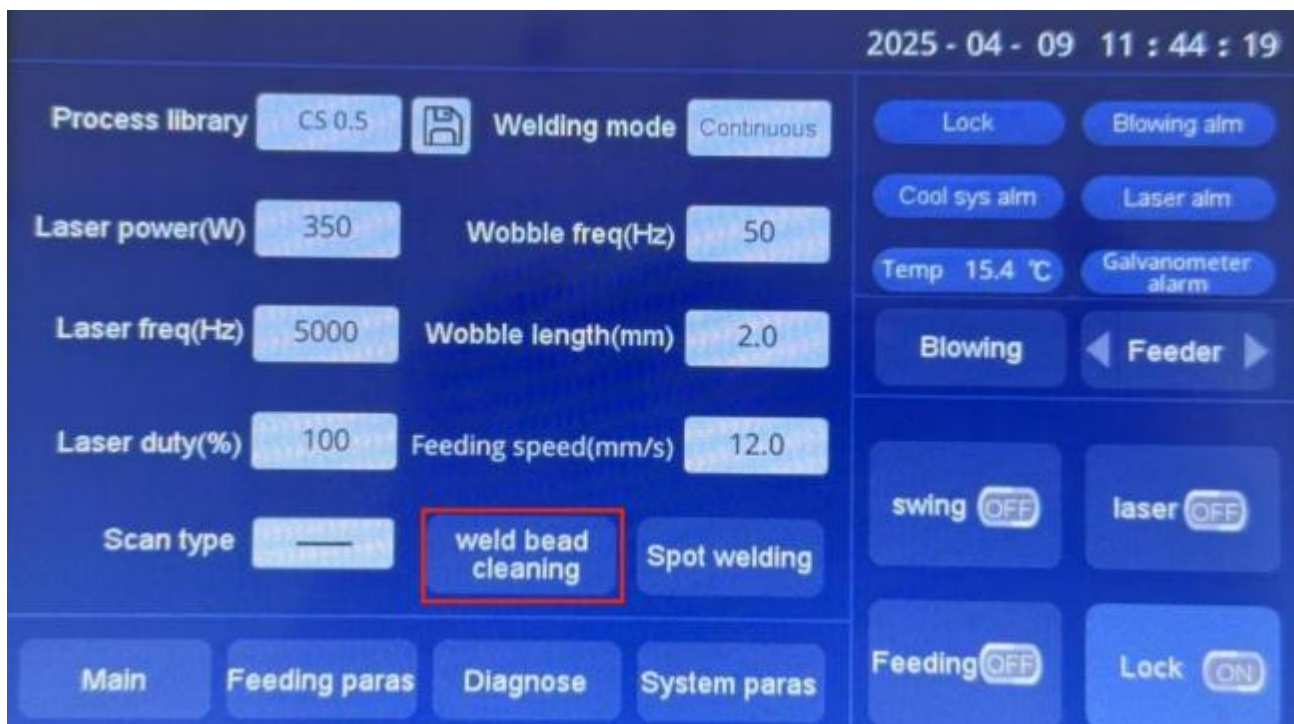 2025 - 04 - 09 11 : 44 : 19
Process library CS 0.5 Welding mode Continuous
Laser power(W) 350 Wobble freq(Hz) 50
Laser freq(Hz) 5000 Wobble length(mm) 2.0
Laser duty(%) 100 Feeding speed(mm/s) 12.0
Scan type
weld bead
cleaning
Spot welding
Lock Blowing alm
Cool sys alm Laser alm
Temp 15.4 ℃
Galvanometer
alarm
Blowing Feeder
swing OFF laser OFF
Feeding OFF Lock ON
Main Feeding paras Diagnose System paras